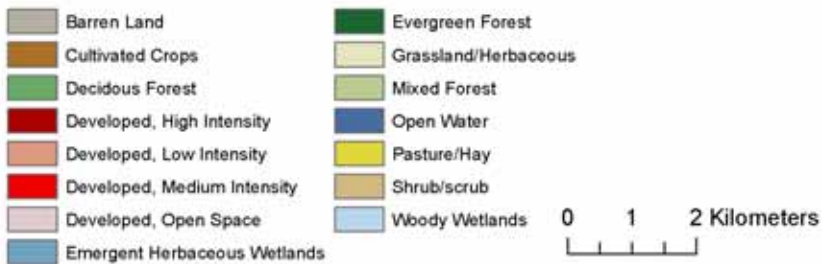 Barren Land
Cultivated Crops
Decidous Forest
Developed, High Intensity
Developed, Low Intensity
Developed, Medium Intensity
Developed, Open Space
Emergent Herbaceous Wetlands
Evergreen Forest
Grassland/Herbaceous
Mixed Forest
Open Water
Pasture/Hay
Shrub/scrub
Woody Wetlands
0 1 2 Kilometers